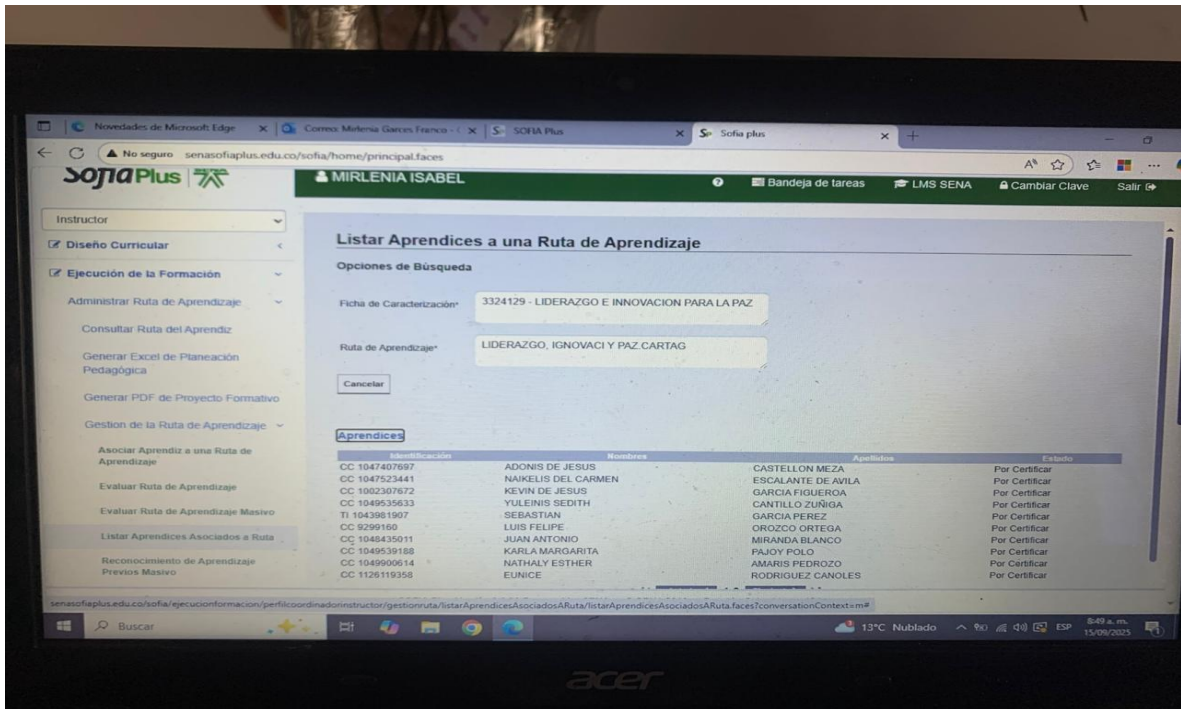 Novedades de Microsoft Edge
Correo: Mirlenia Garces Franco - (
SOFIA Plus
Sofia plus
No seguro senasofiaplus.edu.co/sofia/home/principal.faces
Sofia Plus
MIRLENIA ISABEL
Bandeja de tareas
LMS SENA
Cambiar Clave
Salir
Instructor
Diseño Curricular
Ejecución de la Formación
Administrar Ruta de Aprendizaje
Consultar Ruta del Aprendiz
Generar Excel de Planeación
Pedagógica
Generar PDF de Proyecto Formativo
Gestion de la Ruta de Aprendizaje
Asociar Aprendiz a una Ruta de
Aprendizaje
Evaluar Ruta de Aprendizaje
Evaluar Ruta de Aprendizaje Masivo
Listar Aprendices Asociados a Ruta
Reconocimiento de Aprendizaje
Previos Masivo
Listar Aprendices a una Ruta de Aprendizaje
Opciones de Búsqueda
Ficha de Caracterización* 3324129 - LIDERAZGO E INNOVACION PARA LA PAZ
Ruta de Aprendizaje* LIDERAZGO, IGNOVACI Y PAZ.CARTAG
Cancelar
Aprendices
Identificación Nombres Apellidos Estado
CC 1047407697 ADONIS DE JESUS CASTELLON MEZA Por Certificar
CC 1047523441 NAIKELIS DEL CARMEN ESCALANTE DE AVILA Por Certificar
CC 1002307672 KEVIN DE JESUS GARCIA FIGUEROA Por Certificar
CC 1049535633 YULEINIS SEDITH CANTILLO ZUÑIGA Por Certificar
TI 1043981907 SEBASTIAN GARCIA PEREZ Por Certificar
CC 9299160 LUIS FELIPE OROZCO ORTEGA Por Certificar
CC 1048435011 JUAN ANTONIO MIRANDA BLANCO Por Certificar
CC 1049539188 KARLA MARGARITA PAJOY POLO Por Certificar
CC 1049900614 NATHALY ESTHER AMARIS PEDROZO Por Certificar
CC 1126119358 EUNICE RODRIGUEZ CANOLES Por Certificar
senasofiaplus.edu.co/sofia/ejecucionformacion/perfilcoordinadorinstructor/gestionruta/listarAprendicesAsociadosARuta/listarAprendicesAsociadosARuta.faces?conversationContext=m#
Buscar
13°C Nublado
ESP
8:49 a. m.
15/09/2025
acer